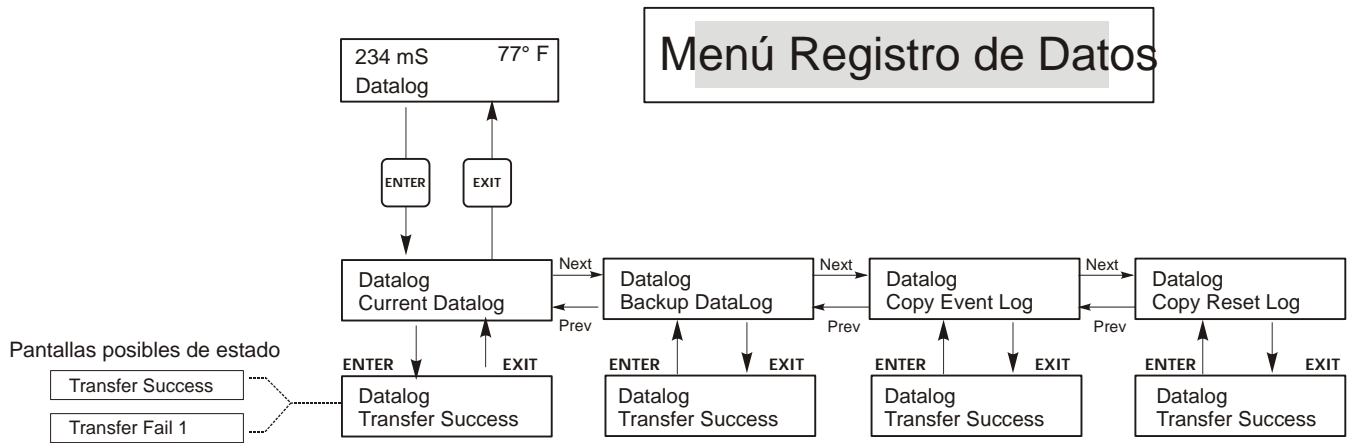 Menú Registro de Datos
234 mS 77° F
Datalog
ENTER EXIT
Datalog
Current Datalog
Next
Prev
Datalog
Backup DataLog
Next
Prev
Datalog
Copy Event Log
Next
Prev
Datalog
Copy Reset Log
Pantallas posibles de estado
Transfer Success
Transfer Fail 1
ENTER EXIT
Datalog
Transfer Success
ENTER EXIT
Datalog
Transfer Success
ENTER EXIT
Datalog
Transfer Success
ENTER EXIT
Datalog
Transfer Success